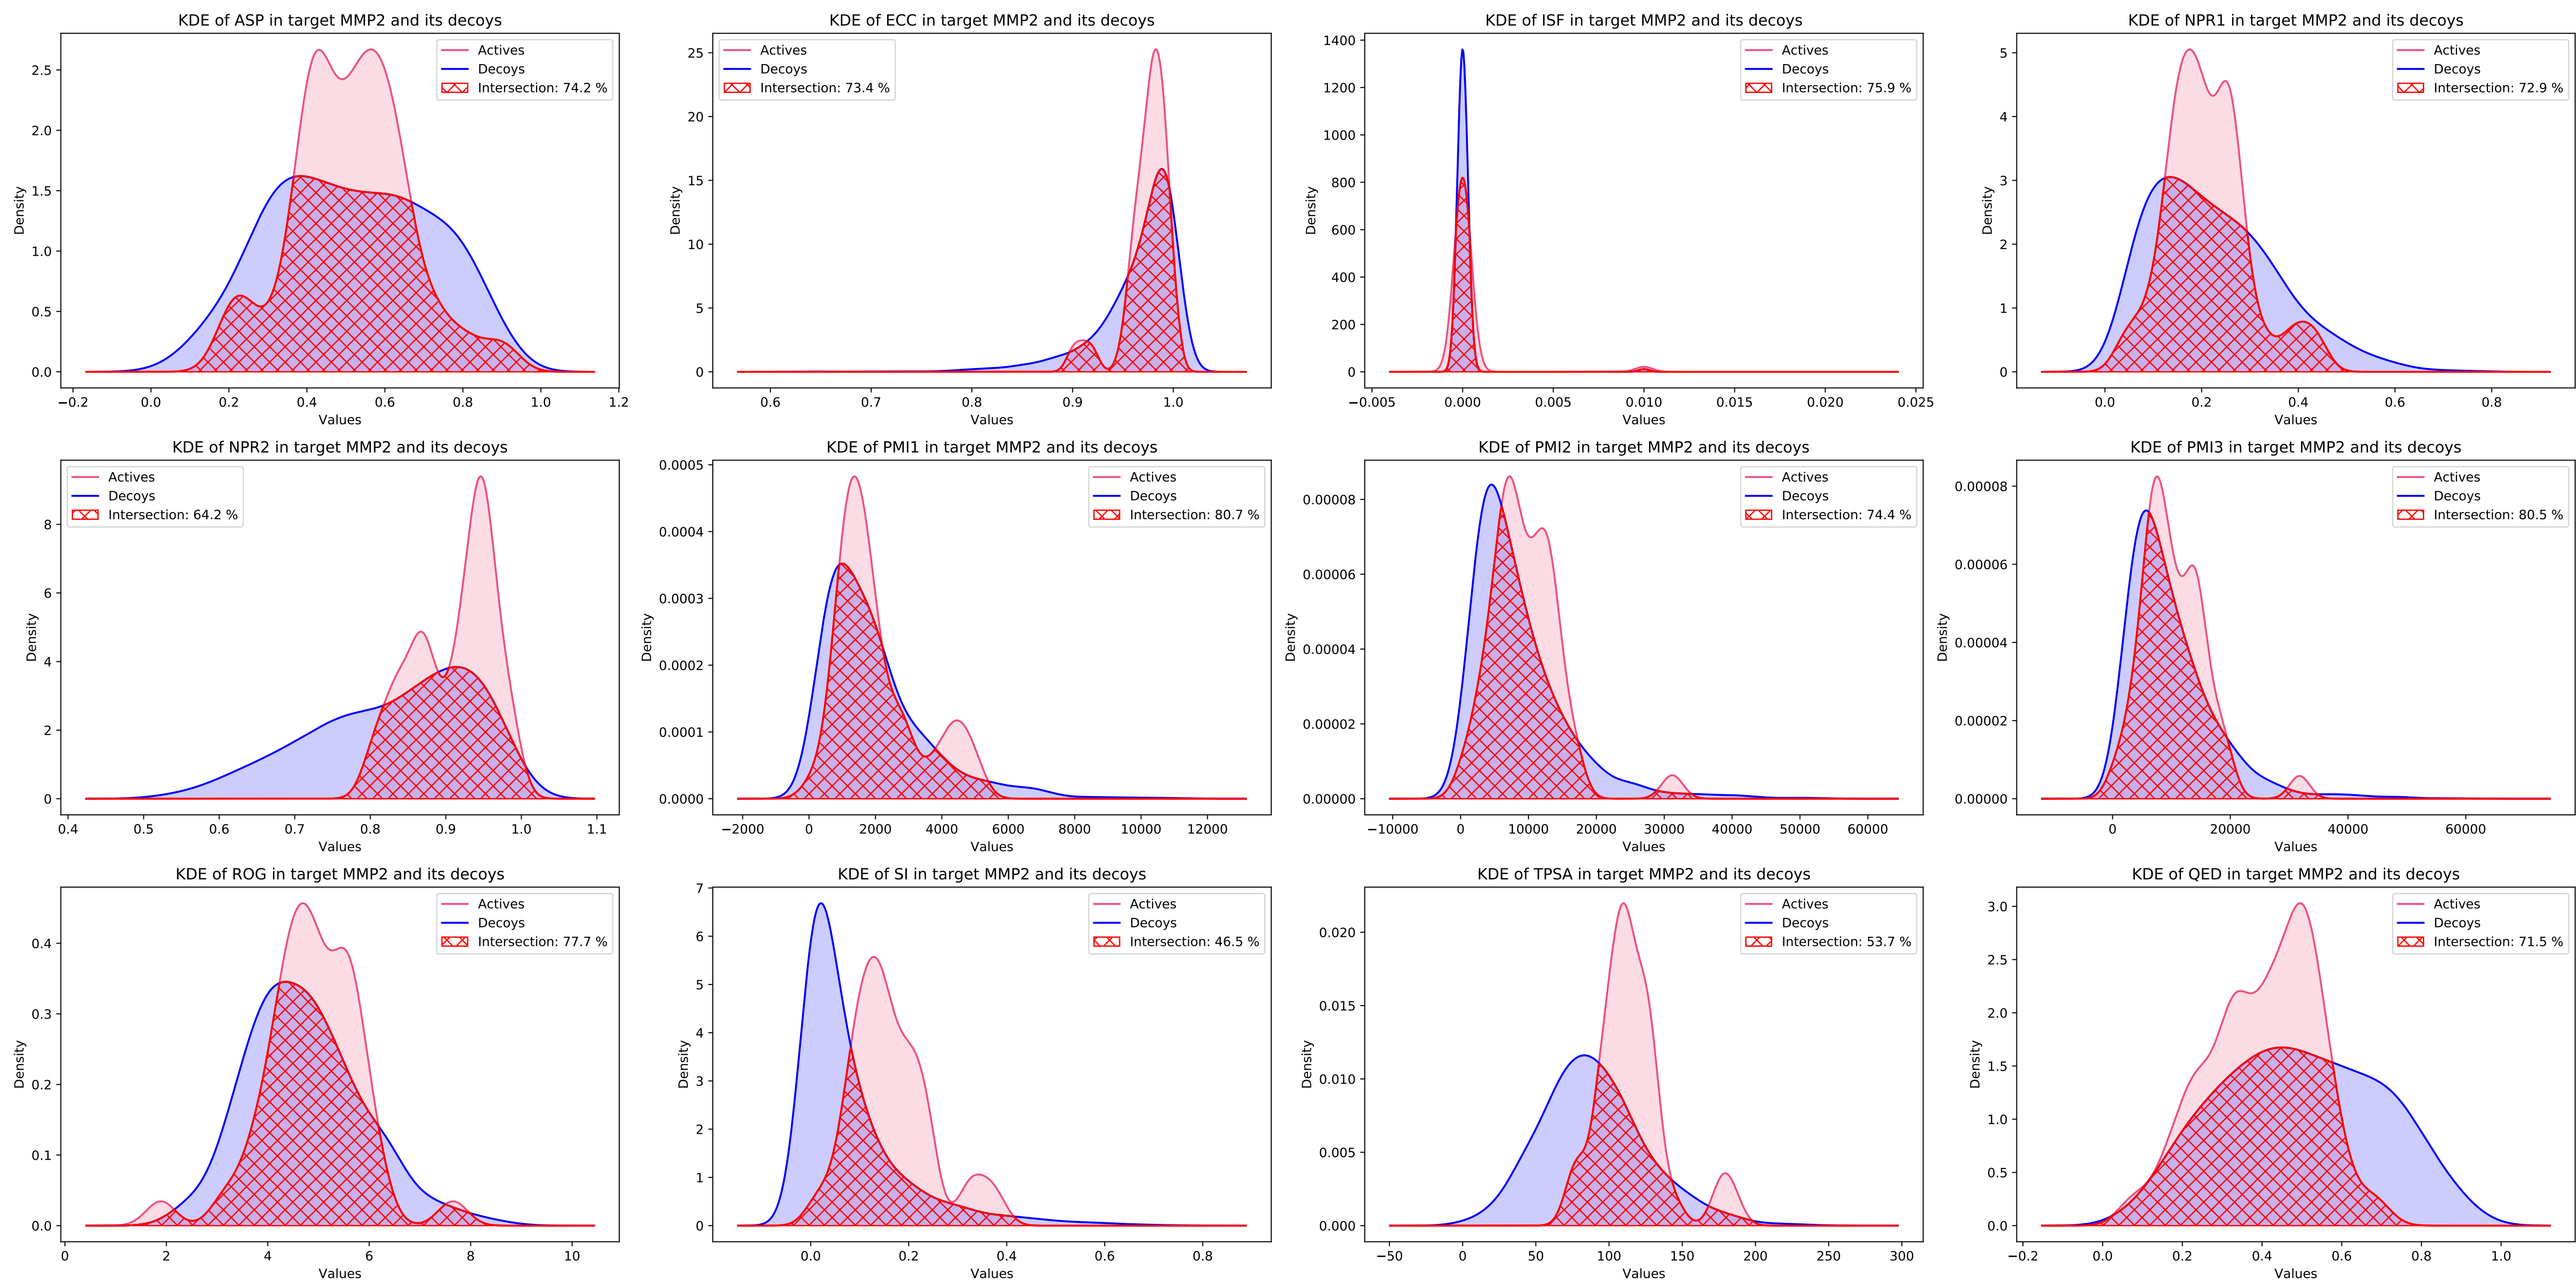 KDE of ASP in target MMP2 and its decoys
Actives
Decoys
Intersection: 74.2 %
Density
0.0
0.5
1.0
1.5
2.0
2.5
−0.2 0.0 0.2 0.4 0.6 0.8 1.0 1.2
Values
KDE of ECC in target MMP2 and its decoys
Actives
Decoys
Intersection: 73.4 %
Density
0
5
10
15
20
25
0.6 0.7 0.8 0.9 1.0
Values
KDE of ISF in target MMP2 and its decoys
Actives
Decoys
Intersection: 75.9 %
Density
0
200
400
600
800
1000
1200
1400
−0.005 0.000 0.005 0.010 0.015 0.020 0.025
Values
KDE of NPR1 in target MMP2 and its decoys
Actives
Decoys
Intersection: 72.9 %
Density
0
1
2
3
4
5
0.0 0.2 0.4 0.6 0.8
Values
KDE of NPR2 in target MMP2 and its decoys
Actives
Decoys
Intersection: 64.2 %
Density
0
2
4
6
8
0.4 0.5 0.6 0.7 0.8 0.9 1.0 1.1
Values
KDE of PMI1 in target MMP2 and its decoys
Actives
Decoys
Intersection: 80.7 %
Density
0.0000
0.0001
0.0002
0.0003
0.0004
0.0005
−2000 0 2000 4000 6000 8000 10000 12000
Values
KDE of PMI2 in target MMP2 and its decoys
Actives
Decoys
Intersection: 74.4 %
Density
0.00000
0.00002
0.00004
0.00006
0.00008
−10000 0 10000 20000 30000 40000 50000 60000
Values
KDE of PMI3 in target MMP2 and its decoys
Actives
Decoys
Intersection: 80.5 %
Density
0.00000
0.00002
0.00004
0.00006
0.00008
0 20000 40000 60000
Values
KDE of ROG in target MMP2 and its decoys
Actives
Decoys
Intersection: 77.7 %
Density
0.0
0.1
0.2
0.3
0.4
0 2 4 6 8 10
Values
KDE of SI in target MMP2 and its decoys
Actives
Decoys
Intersection: 46.5 %
Density
0
1
2
3
4
5
6
7
0.0 0.2 0.4 0.6 0.8
Values
KDE of TPSA in target MMP2 and its decoys
Actives
Decoys
Intersection: 53.7 %
Density
0.000
0.005
0.010
0.015
0.020
−50 0 50 100 150 200 250 300
Values
KDE of QED in target MMP2 and its decoys
Actives
Decoys
Intersection: 71.5 %
Density
0.0
0.5
1.0
1.5
2.0
2.5
3.0
−0.2 0.0 0.2 0.4 0.6 0.8 1.0
Values